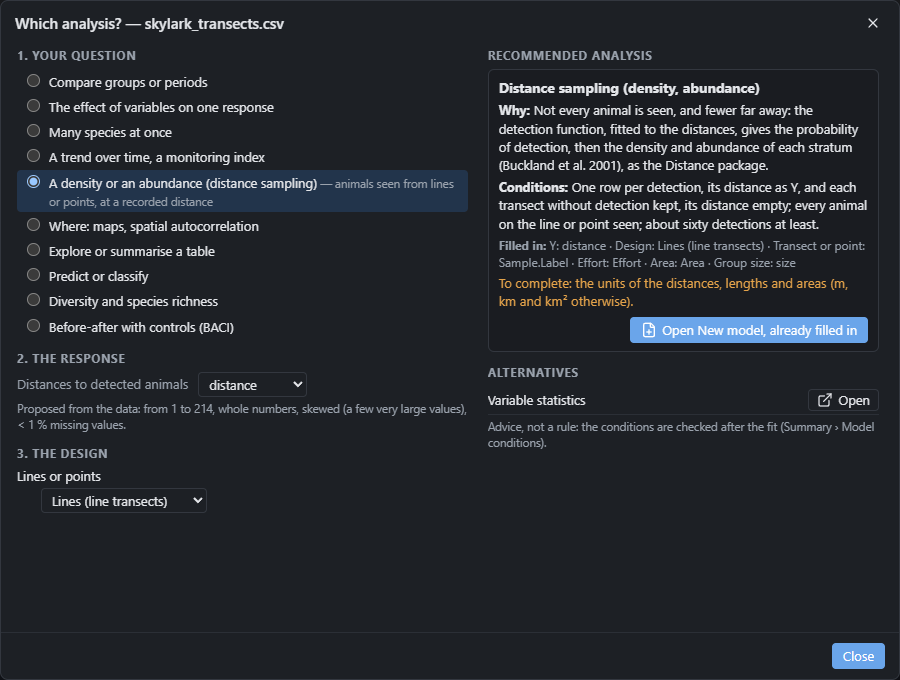 Which analysis? — skylark_transects.csv
1. YOUR QUESTION
Compare groups or periods
The effect of variables on one response
Many species at once
A trend over time, a monitoring index
A density or an abundance (distance sampling) — animals seen from lines
or points, at a recorded distance
Where: maps, spatial autocorrelation
Explore or summarise a table
Predict or classify
Diversity and species richness
Before-after with controls (BACI)
2. THE RESPONSE
Distances to detected animals distance
Proposed from the data: from 1 to 214, whole numbers, skewed (a few very large values),
< 1 % missing values.
3. THE DESIGN
Lines or points
Lines (line transects)
RECOMMENDED ANALYSIS
Distance sampling (density, abundance)
Why: Not every animal is seen, and fewer far away: the
detection function, fitted to the distances, gives the probability
of detection, then the density and abundance of each stratum
(Buckland et al. 2001), as the Distance package.
Conditions: One row per detection, its distance as Y, and each
transect without detection kept, its distance empty; every animal
on the line or point seen; about sixty detections at least.
Filled in: Y: distance · Design: Lines (line transects) · Transect or point:
Sample.Label · Effort: Effort · Area: Area · Group size: size
To complete: the units of the distances, lengths and areas (m,
km and km² otherwise).
Open New model, already filled in
ALTERNATIVES
Variable statistics Open
Advice, not a rule: the conditions are checked after the fit (Summary › Model
conditions).
Close